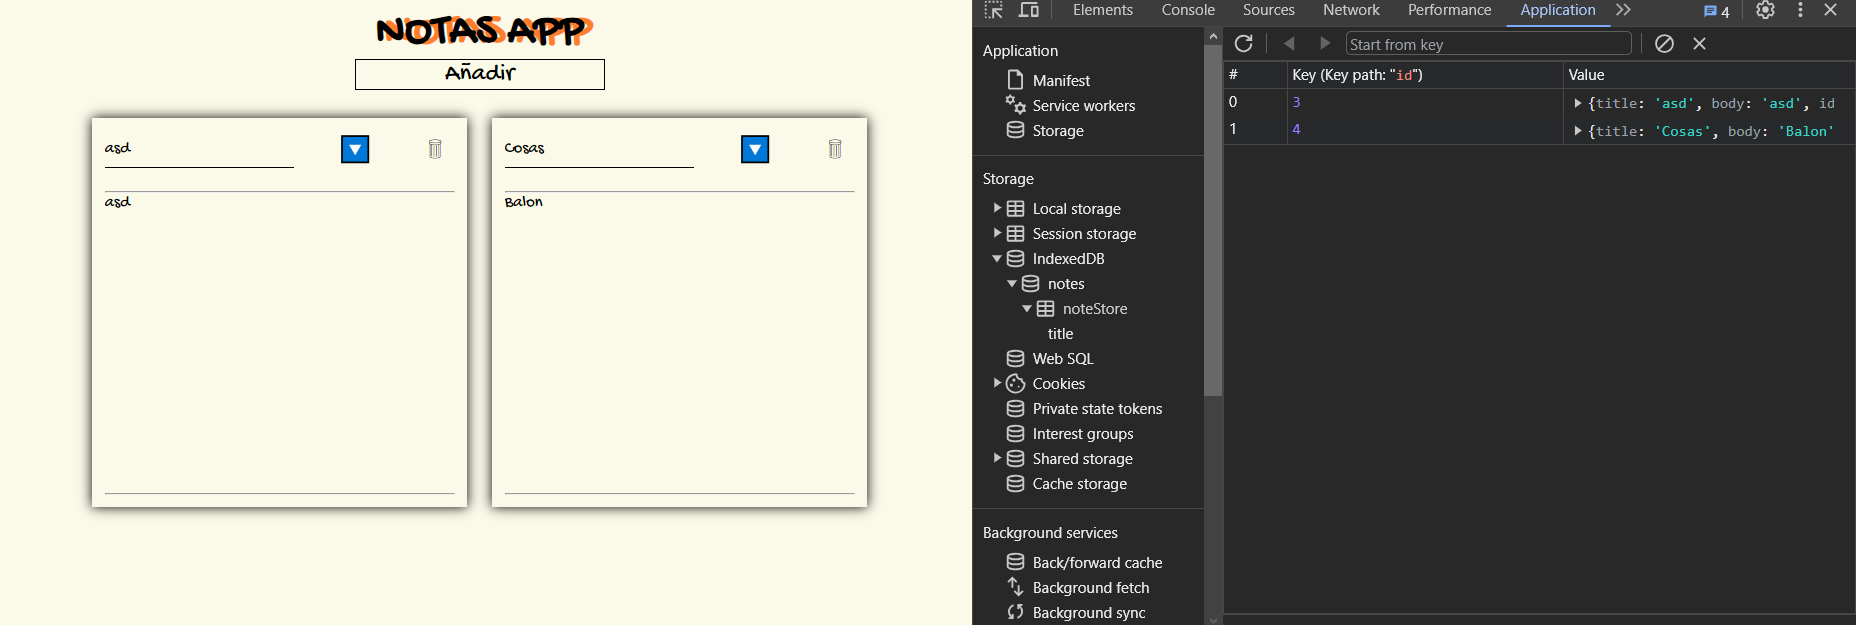 NOTAS APP
Añadir
asd
asd
Cosas
Balon
Elements Console Sources Network Performance Application 4
Application
Manifest
Service workers
Storage
Storage
Local storage
Session storage
IndexedDB
notes
noteStore
title
Web SQL
Cookies
Private state tokens
Interest groups
Shared storage
Cache storage
Background services
Back/forward cache
Background fetch
Background sync
Start from key
# Key (Key path: "id") Value
0 3 {title: 'asd', body: 'asd', id
1 4 {title: 'Cosas', body: 'Balon'